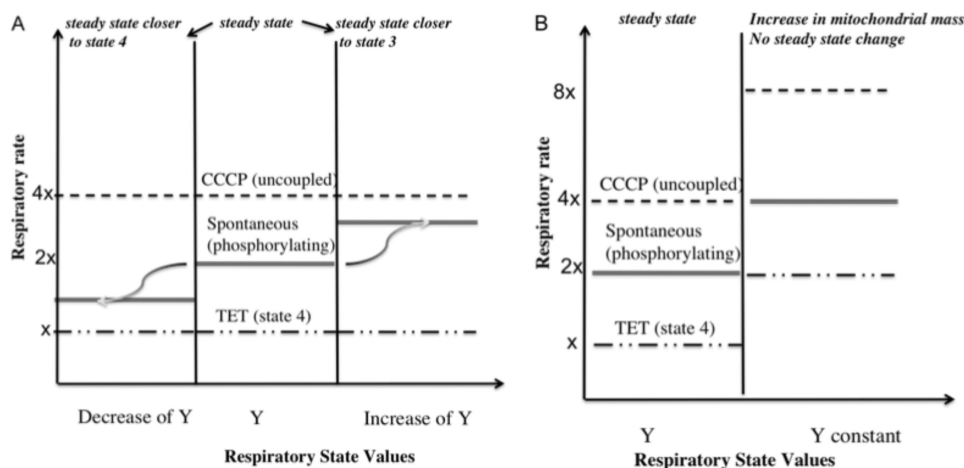 A
steady state closer
to state 4
steady state
steady state closer
to state 3
Respiratory rate
4x
2x
x
CCCP (uncoupled)
Spontaneous
(phosphorylating)
TET (state 4)
Decrease of Y
Y
Increase of Y
Respiratory State Values
B
steady state
Increase in mitochondrial mass
No steady state change
Respiratory rate
8x
4x
2x
x
CCCP (uncoupled)
Spontaneous
(phosphorylating)
TET (state 4)
Y
Y constant
Respiratory State Values